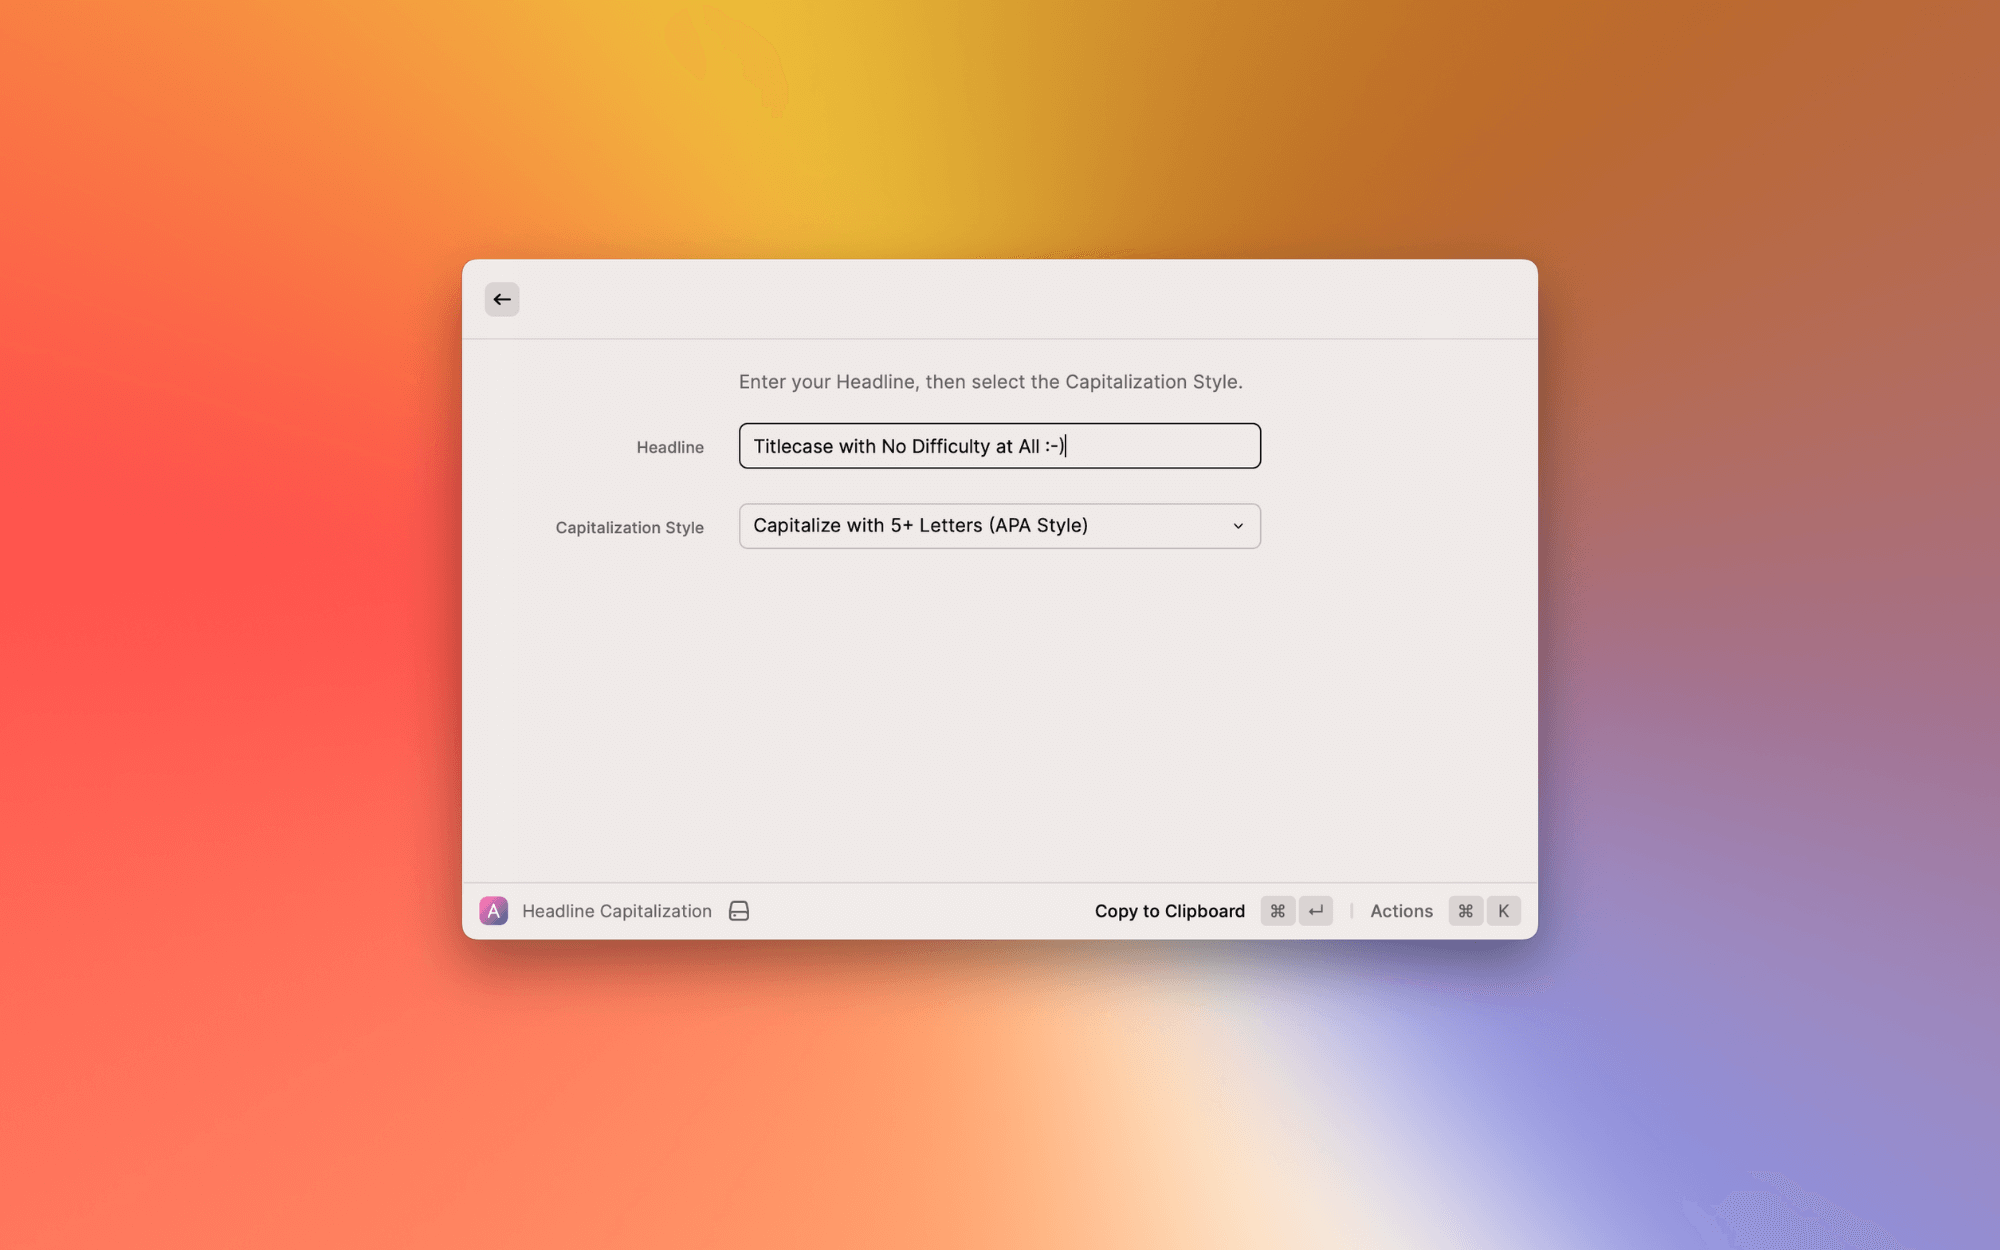 Enter your Headline, then select the Capitalization Style.
Headline
Titlecase with No Difficulty at All :-)
Capitalization Style
Capitalize with 5+ Letters (APA Style)
A Headline Capitalization
Copy to Clipboard ⌘ ↵ | Actions ⌘ K